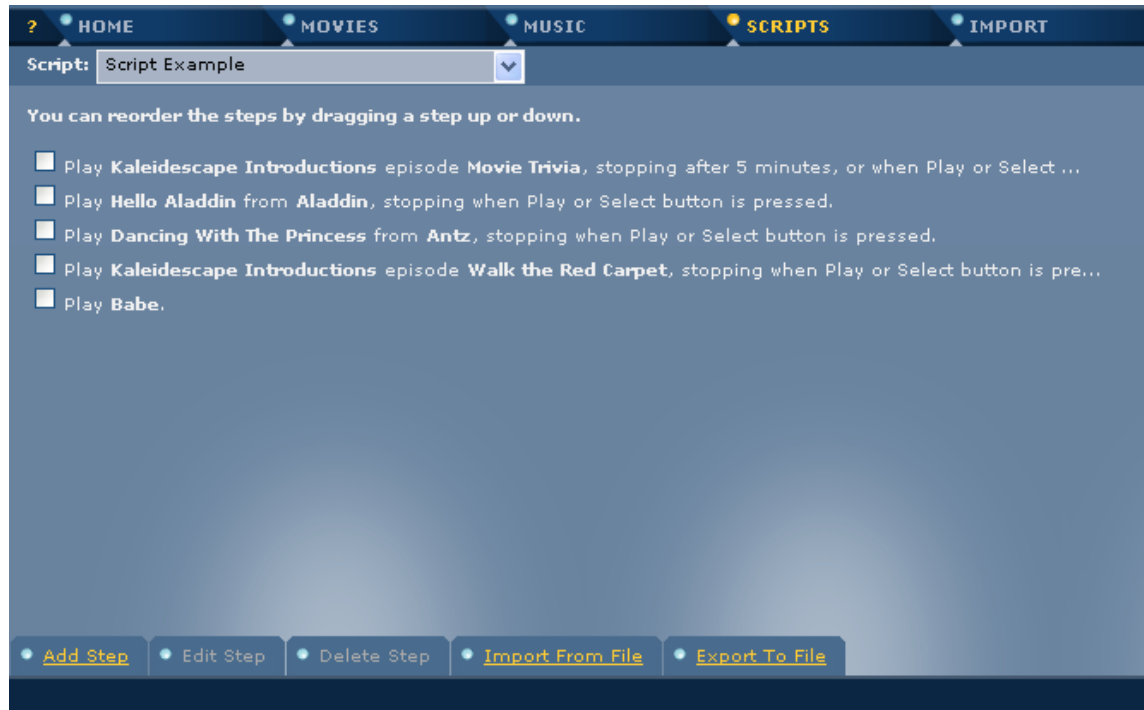 ? HOME MOVIES MUSIC SCRIPTS IMPORT
Script: Script Example
You can reorder the steps by dragging a step up or down.
Play Kaleidescape Introductions episode Movie Trivia, stopping after 5 minutes, or when Play or Select ...
Play Hello Aladdin from Aladdin, stopping when Play or Select button is pressed.
Play Dancing With The Princess from Antz, stopping when Play or Select button is pressed.
Play Kaleidescape Introductions episode Walk the Red Carpet, stopping when Play or Select button is pre...
Play Babe.
Add Step Edit Step Delete Step Import From File Export To File